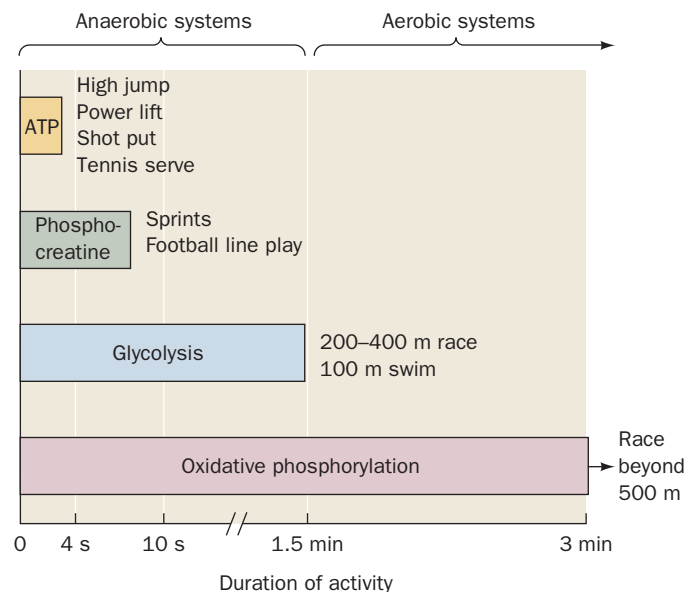 Anaerobic systems
Aerobic systems
ATP
High jump
Power lift
Shot put
Tennis serve
Phospho-
creatine
Sprints
Football line play
Glycolysis
200–400 m race
100 m swim
Oxidative phosphorylation
Race
beyond
500 m
0 4 s 10 s 1.5 min 3 min
Duration of activity